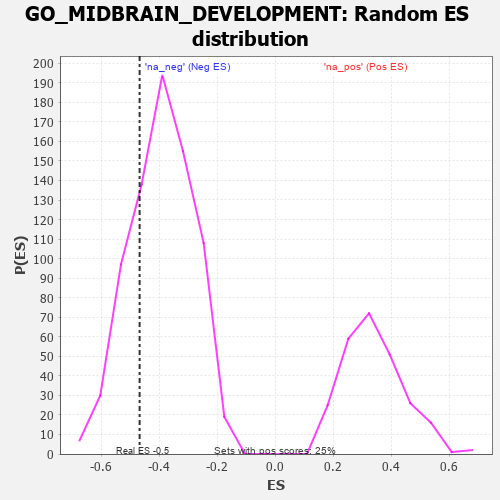 GO_MIDBRAIN_DEVELOPMENT: Random ES
distribution
'na_neg' (Neg ES)
'na_pos' (Pos ES)
200
190
180
170
160
150
140
130
120
110
100
90
80
70
60
50
40
30
20
10
0
P(ES)
Real ES -0.5
Sets with pos scores: 25%
-0.6 -0.4 -0.2 0.0 0.2 0.4 0.6
ES